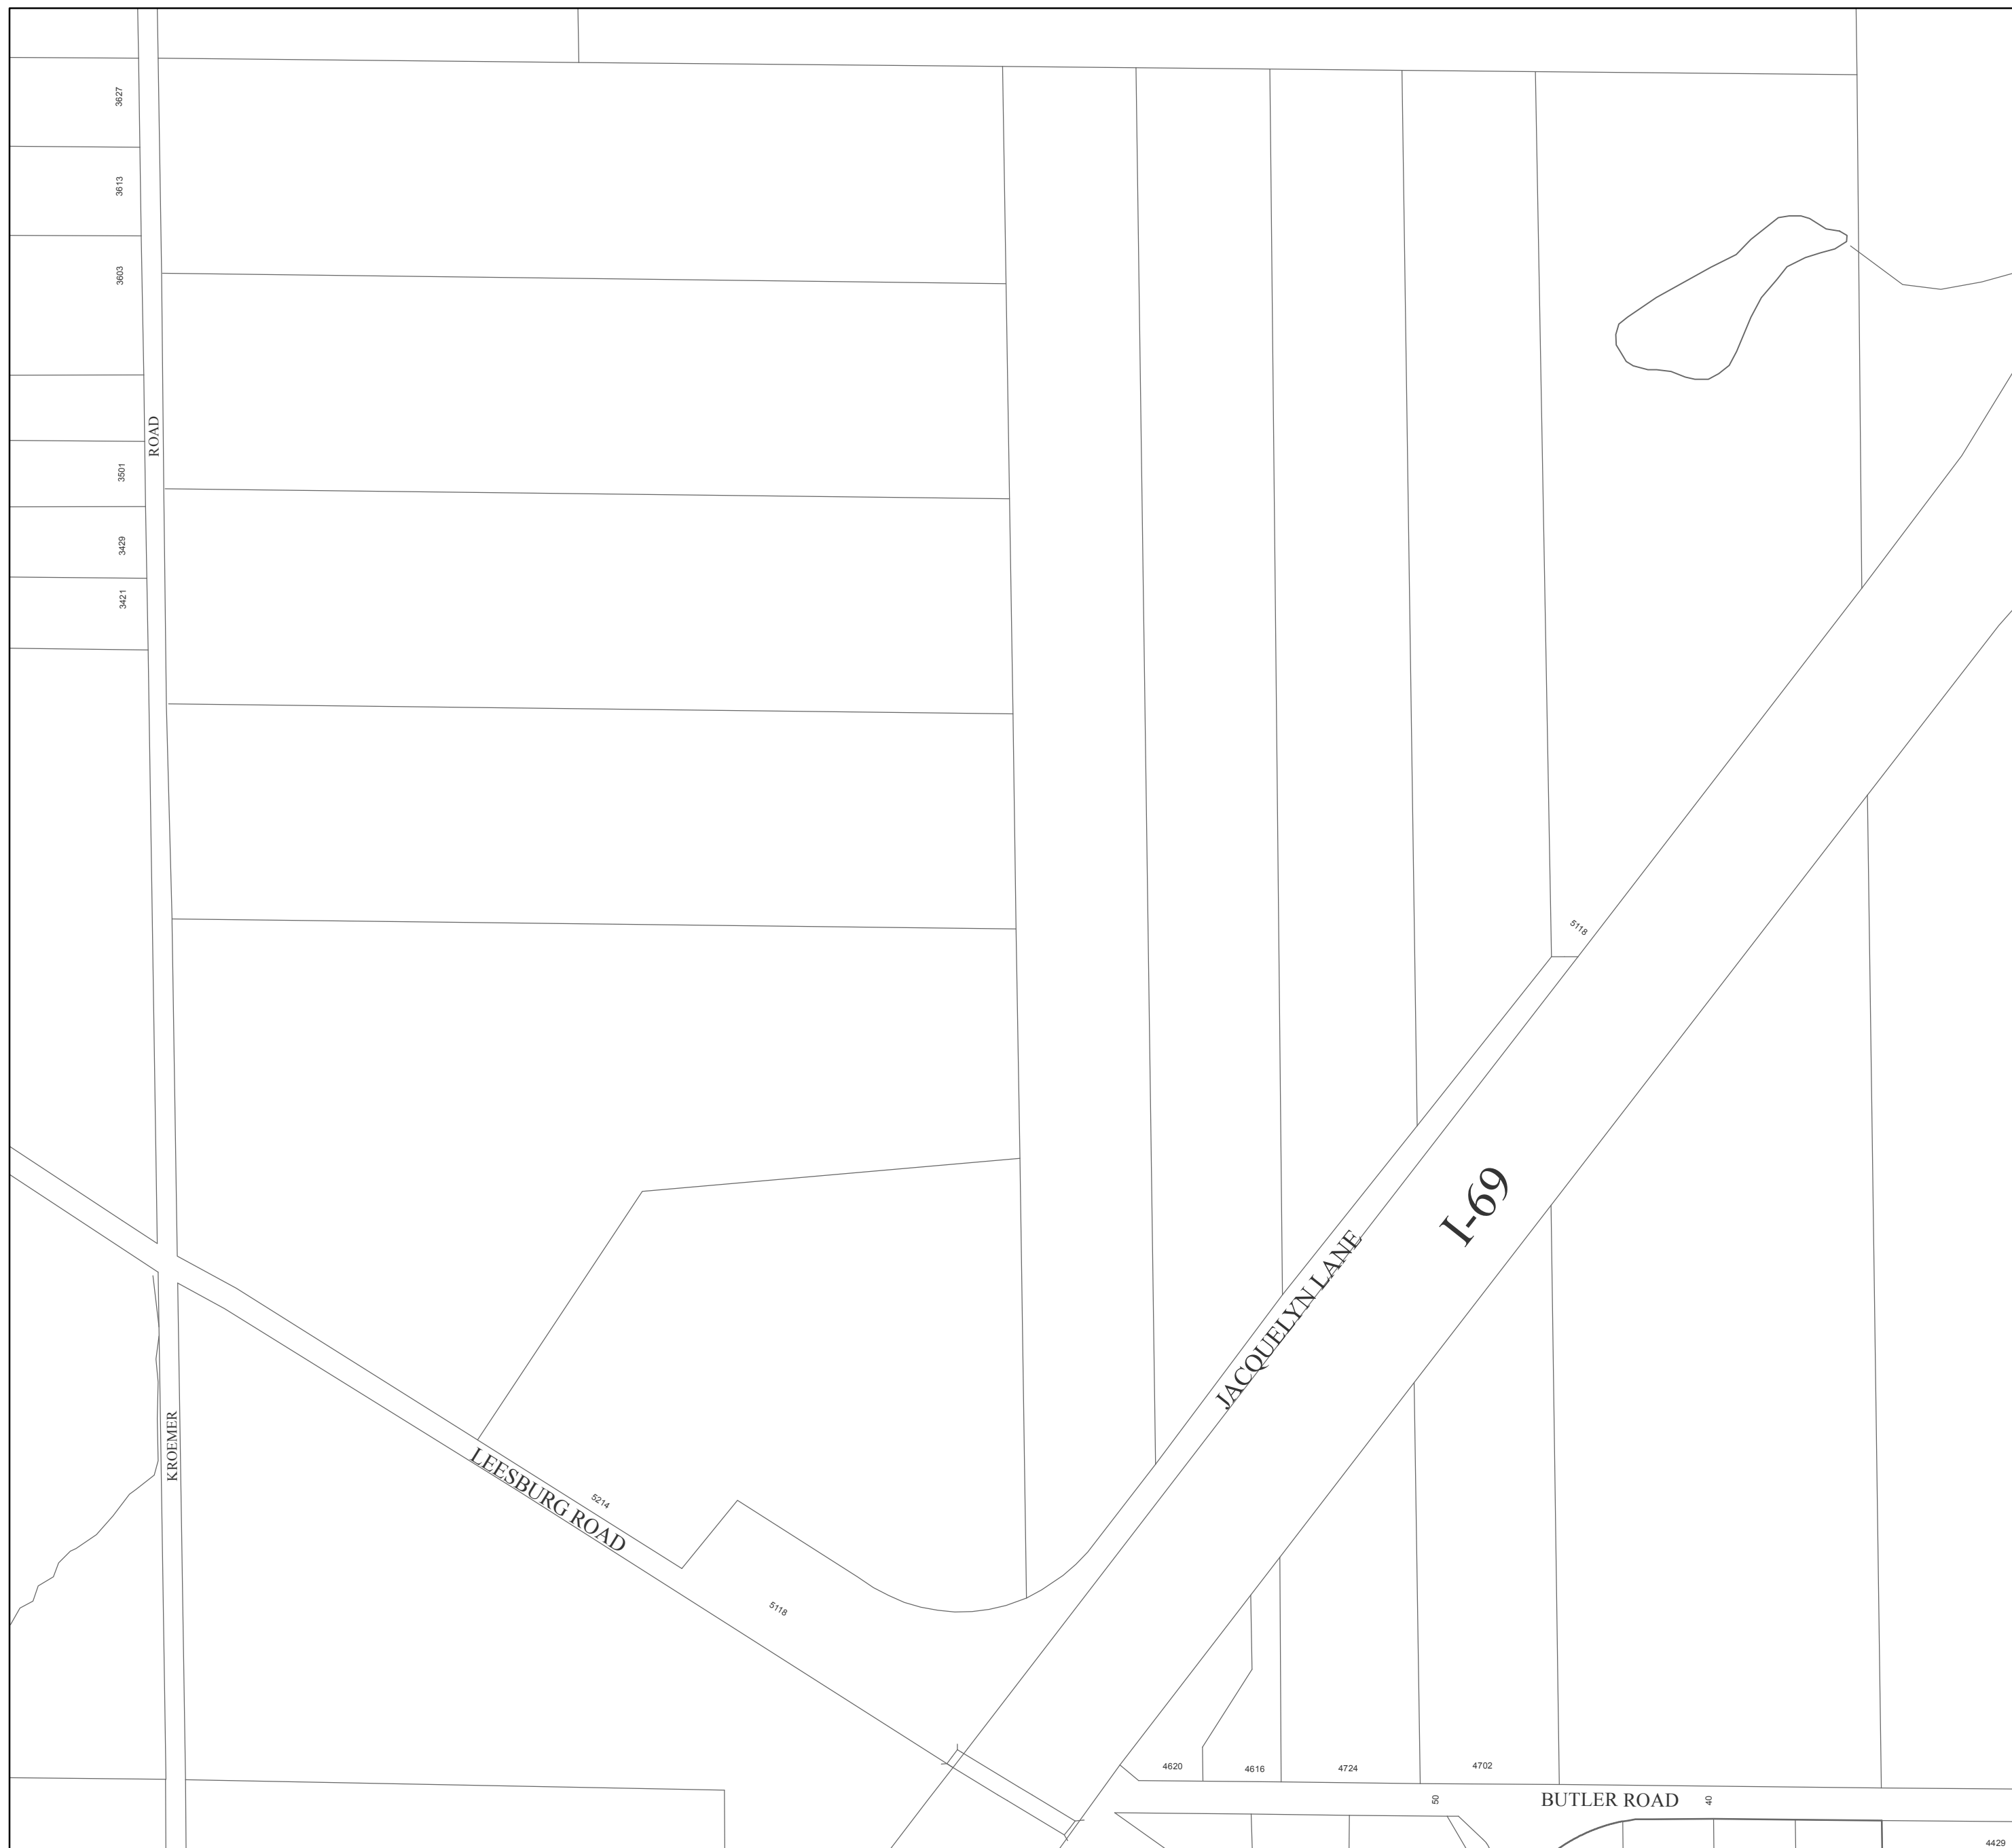 3627
3613
3603
ROAD
3501
3429
3421
5118
I-69
JACQUELYN LANE
KROEMER
LEESBURG ROAD
5214
5118
4620
4616
4724
4702
50
BUTLER ROAD
40
4429